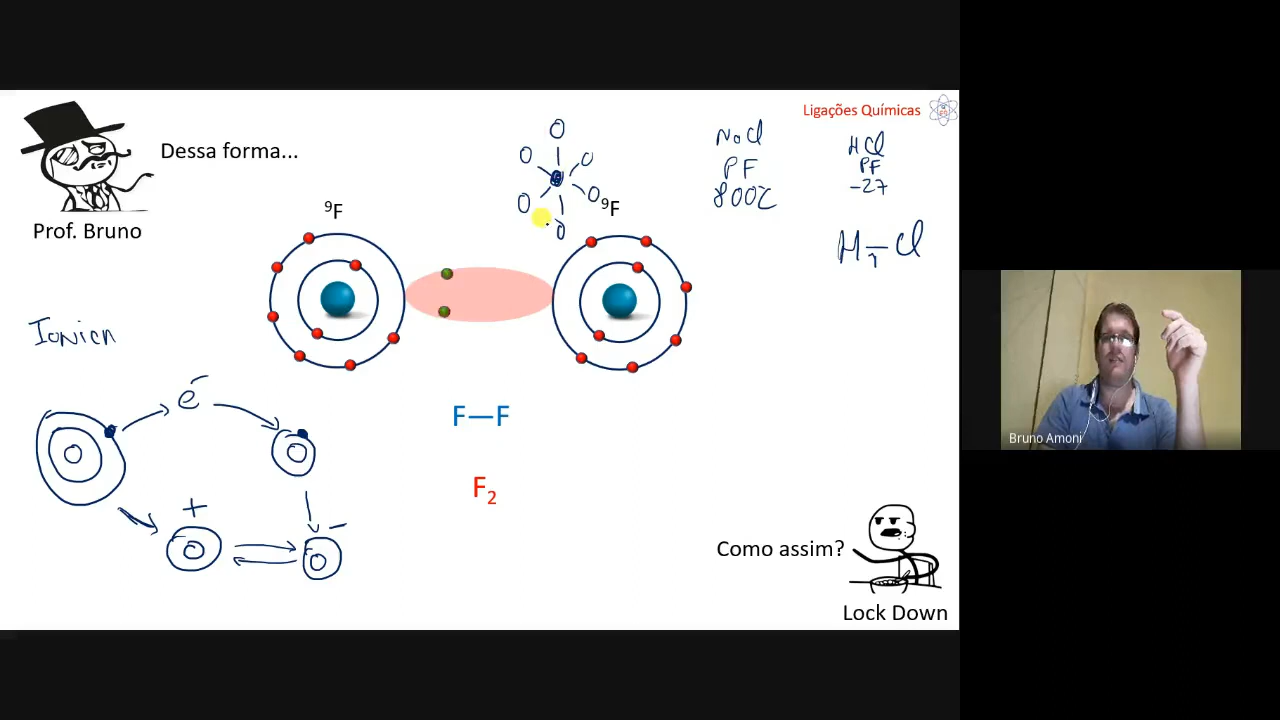 Ligações Químicas
Dessa forma...
Prof. Bruno
⁹F
⁹F
NaCl
PF
800°C
HCl
PF
-27
H-Cl
Ionica
e-
+
-
F—F
F₂
Como assim?
Lock Down
Bruno Amoni